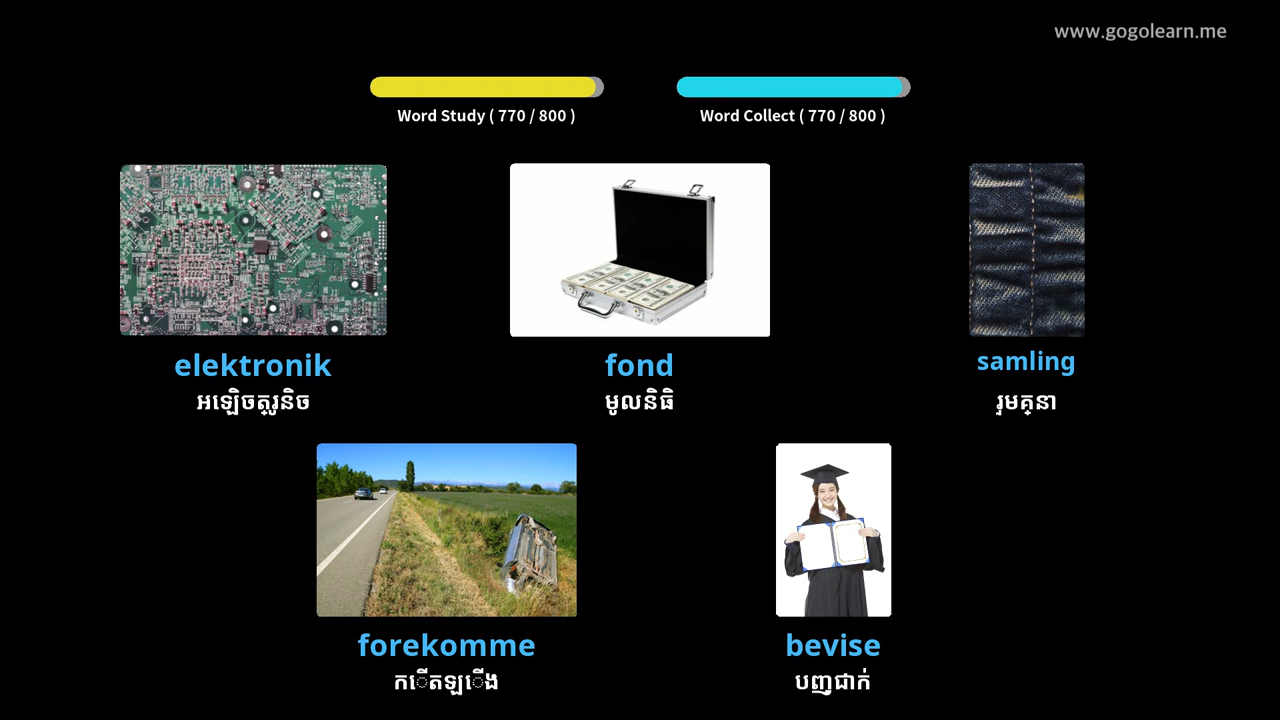 www.gogolearn.me
Word Study ( 770 / 800 )
Word Collect ( 770 / 800 )
elektronik
អេឡិចត្រូនិច
fond
មូលនិធិ
samling
រួមគ្នា
forekomme
កើតឡើង
bevise
បញ្ជាក់